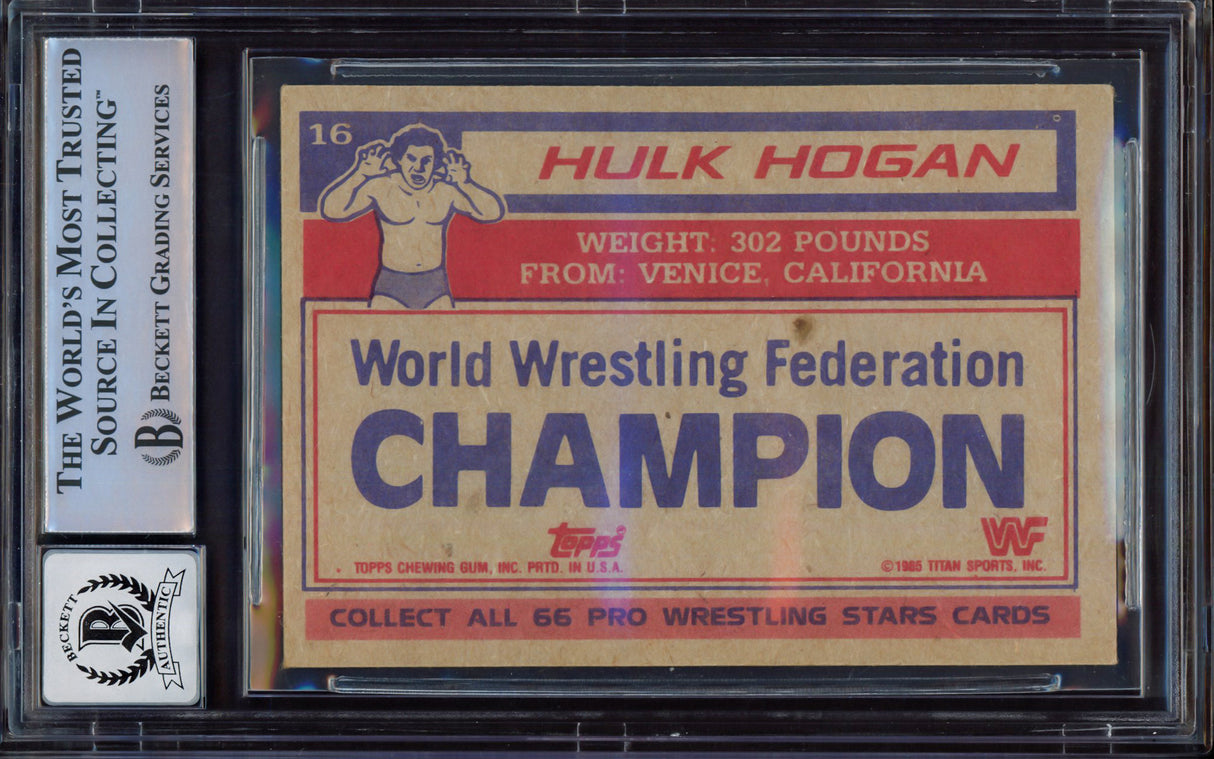 THE WORLD'S MOST TRUSTED
SOURCE IN COLLECTING™
BECKETT GRADING SERVICES
B
BECKETT
B
AUTHENTIC
16
HULK HOGAN
WEIGHT: 302 POUNDS
FROM: VENICE, CALIFORNIA
World Wrestling Federation
CHAMPION
topps®
WF
TOPPS CHEWING GUM, INC. PRTD. IN U.S.A.
©1985 TITAN SPORTS, INC.
COLLECT ALL 66 PRO WRESTLING STARS CARDS